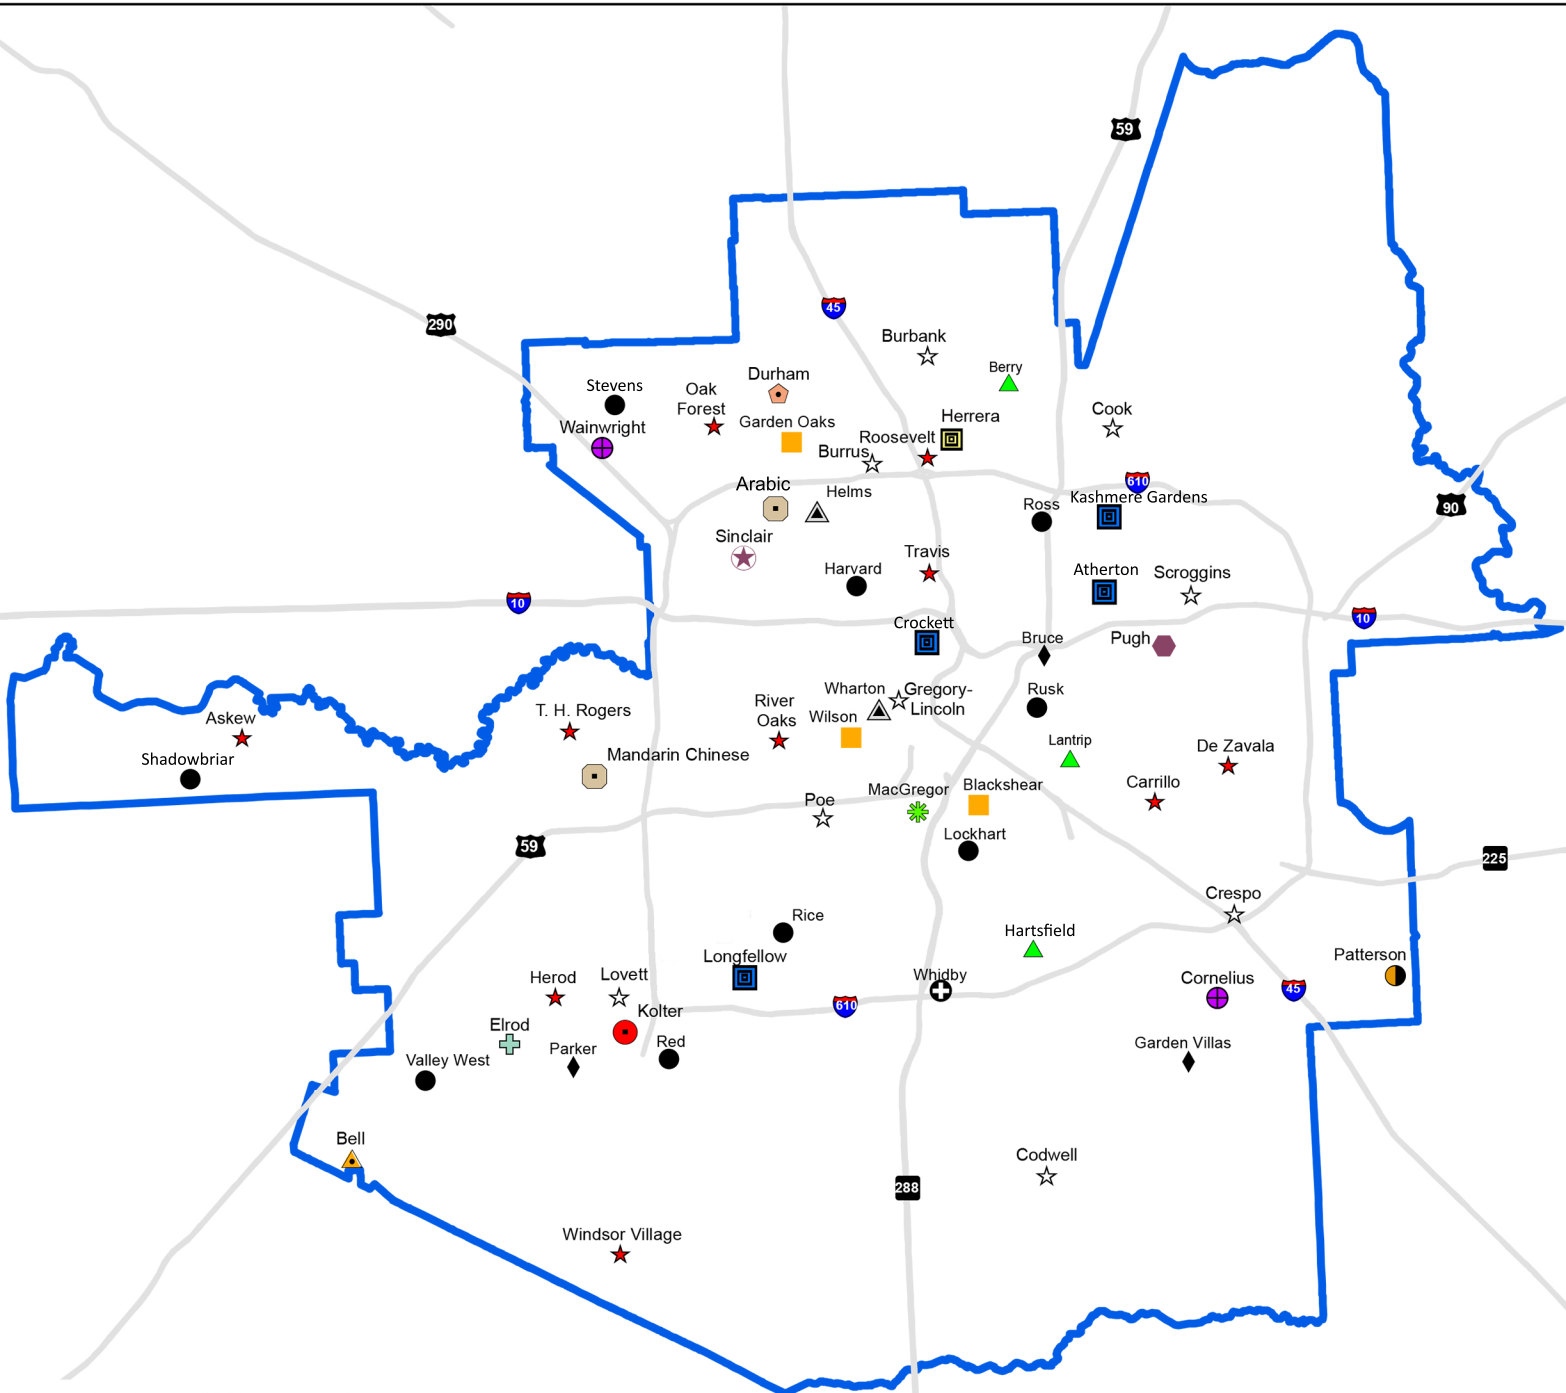 59
290
45
Burbank
Berry
Durham
Stevens
Oak
Forest
Cook
Herrera
Garden Oaks
Wainwright
Roosevelt
Burrus
610
Arabic
Helms
Kashmere Gardens
Ross
90
Sinclair
Travis
Harvard
Atherton
Scroggins
10
10
Crockett
Bruce
Pugh
Wharton
Gregory-
Lincoln
Rusk
River
Oaks
T. H. Rogers
Askew
Wilson
Lantrip
De Zavala
Mandarin Chinese
Shadowbriar
Carrillo
Blackshear
MacGregor
Poe
Lockhart
59
225
Crespo
Rice
Hartsfield
Longfellow
Patterson
Herod
Lovett
Whidby
Cornelius
45
610
Kolter
Elrod
Red
Parker
Garden Villas
Valley West
Bell
Codwell
288
Windsor Village